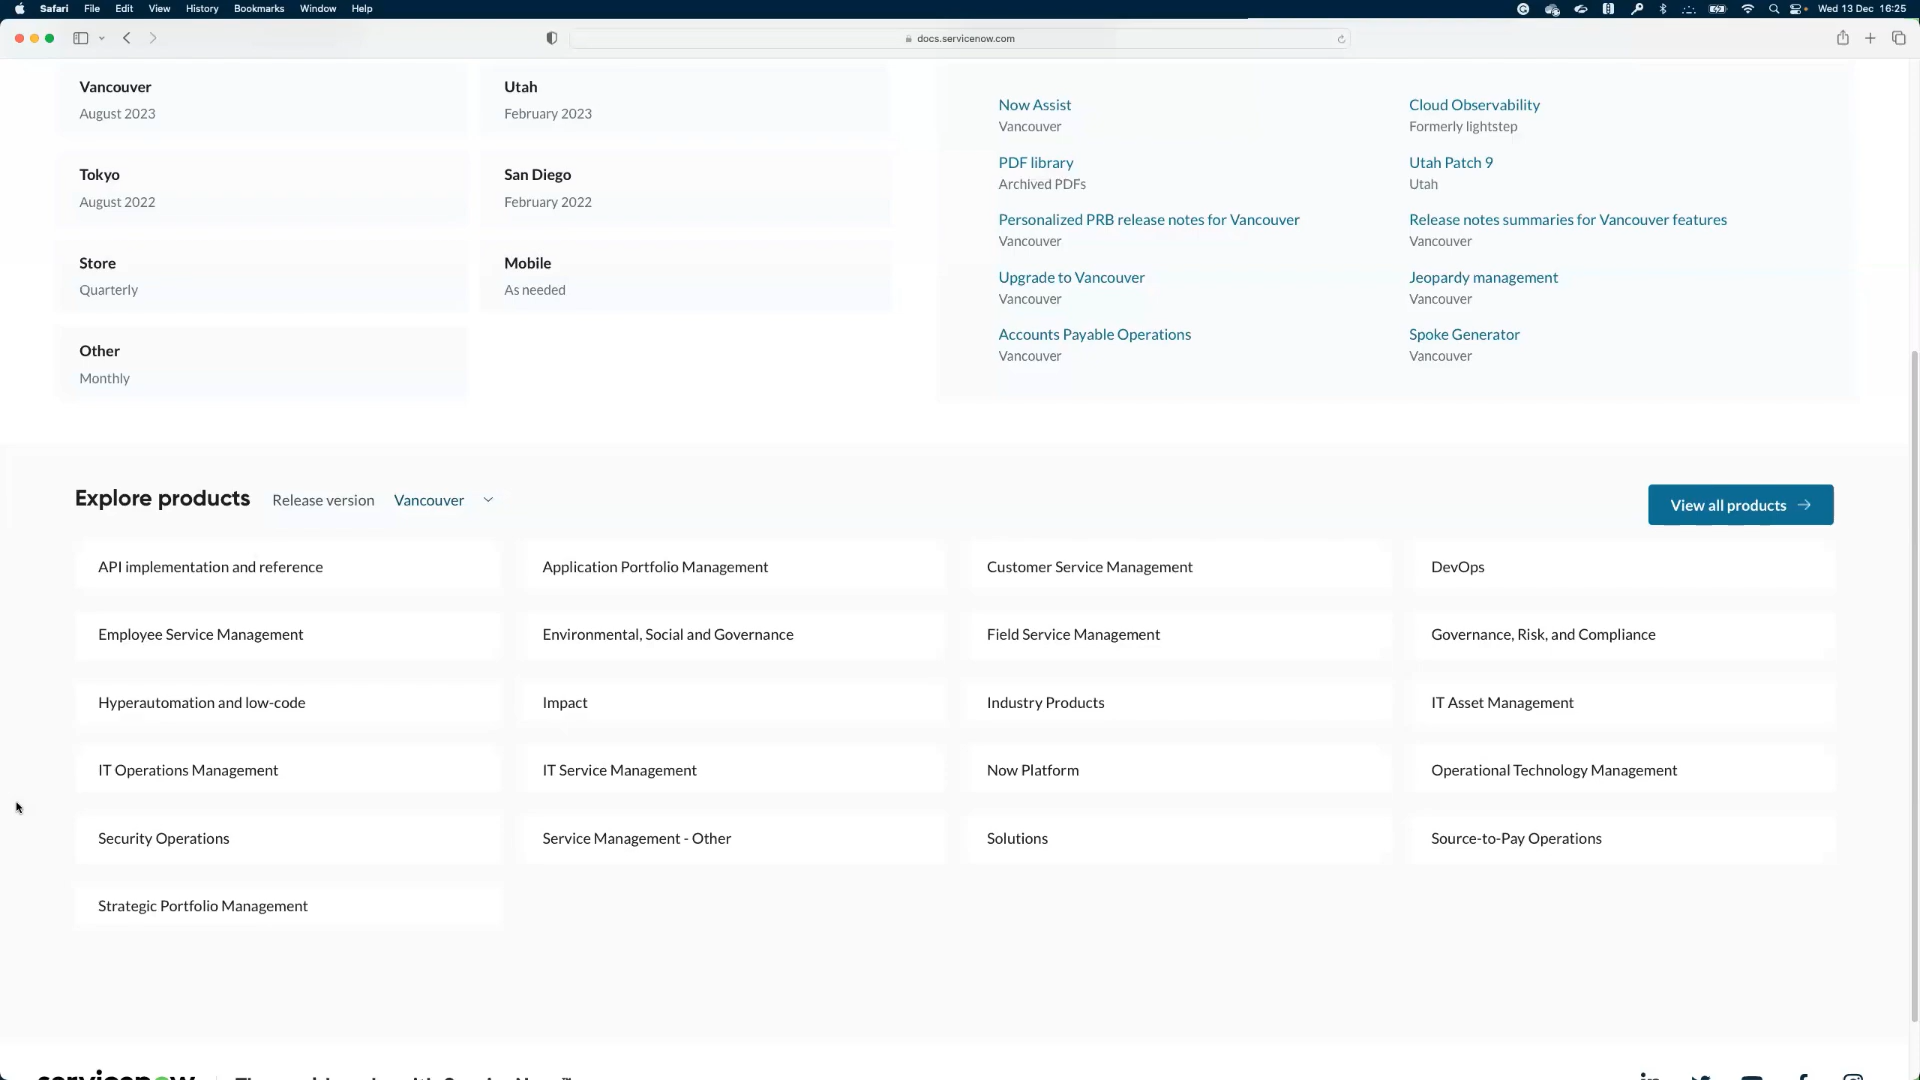 Safari File Edit View History Bookmarks Window Help
Wed 13 Dec 16:25
docs.servicenow.com
Vancouver
August 2023
Utah
February 2023
Tokyo
August 2022
San Diego
February 2022
Store
Quarterly
Mobile
As needed
Other
Monthly
Now Assist
Vancouver
Cloud Observability
Formerly lightstep
PDF library
Archived PDFs
Utah Patch 9
Utah
Personalized PRB release notes for Vancouver
Vancouver
Release notes summaries for Vancouver features
Vancouver
Upgrade to Vancouver
Vancouver
Jeopardy management
Vancouver
Accounts Payable Operations
Vancouver
Spoke Generator
Vancouver
Explore products Release version Vancouver
View all products
API implementation and reference
Application Portfolio Management
Customer Service Management
DevOps
Employee Service Management
Environmental, Social and Governance
Field Service Management
Governance, Risk, and Compliance
Hyperautomation and low-code
Impact
Industry Products
IT Asset Management
IT Operations Management
IT Service Management
Now Platform
Operational Technology Management
Security Operations
Service Management - Other
Solutions
Source-to-Pay Operations
Strategic Portfolio Management
servicenow